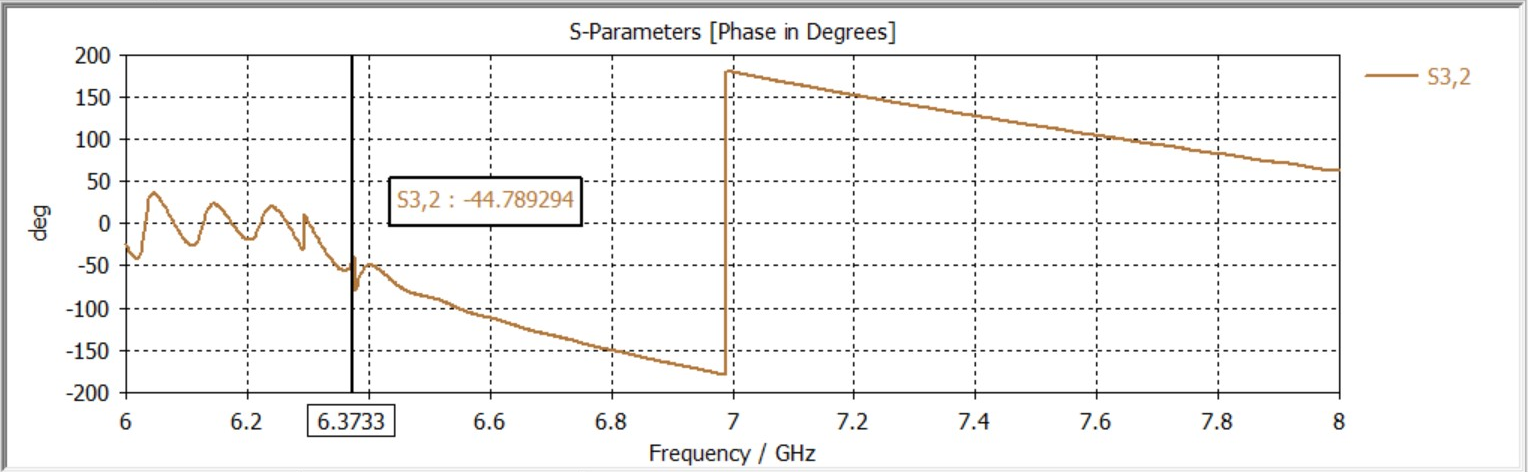 S-Parameters [Phase in Degrees]
200
150
100
50
0
-50
-100
-150
-200
deg
S3,2 : -44.789294
S3,2
6 6.2 6.3733 6.6 6.8 7 7.2 7.4 7.6 7.8 8
Frequency / GHz